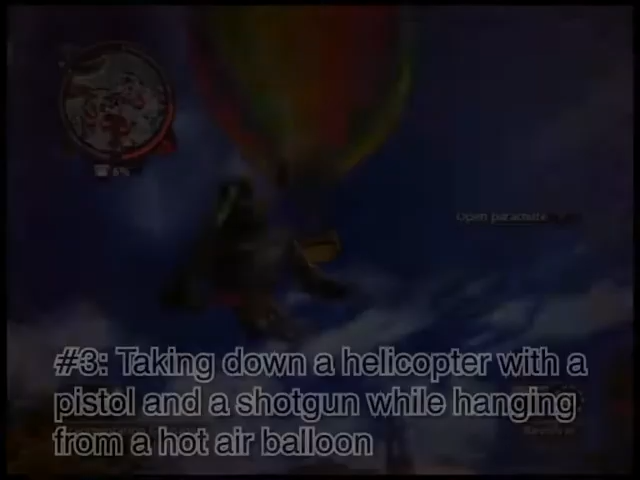 Open parachute
#3: Taking down a helicopter with a
pistol and a shotgun while hanging
from a hot air balloon